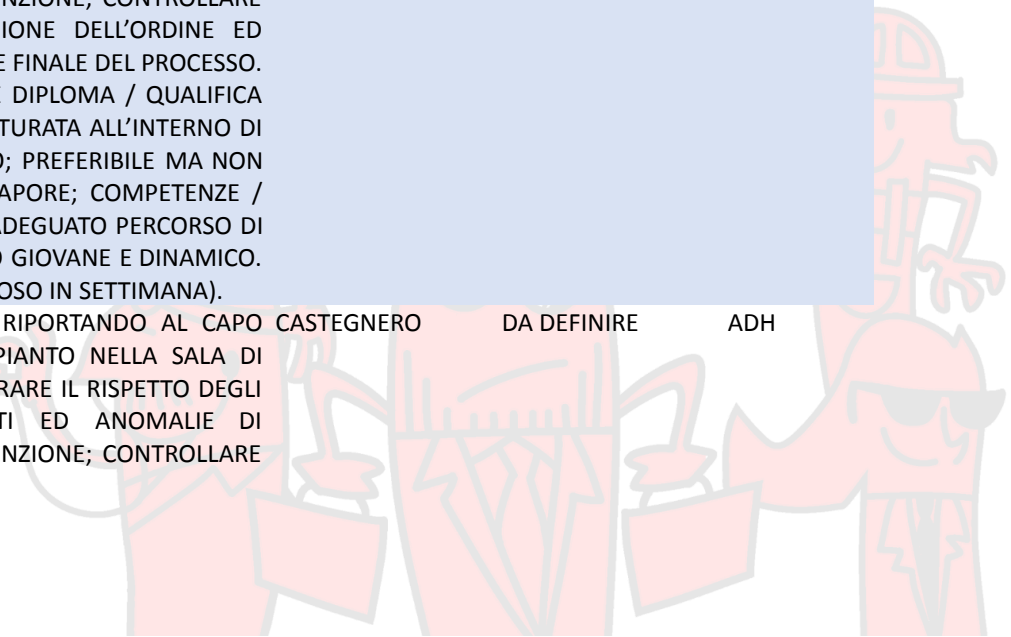 NZIONE; CONTROLLARE
IONE DELL'ORDINE ED
E FINALE DEL PROCESSO.
DIPLOMA / QUALIFICA
TURATA ALL'INTERNO DI
O; PREFERIBILE MA NON
APORE; COMPETENZE /
ADEGUATO PERCORSO DI
O GIOVANE E DINAMICO.
OSO IN SETTIMANA).
RIPORTANDO AL CAPO CASTEGNERO DA DEFINIRE ADH
PIANTO NELLA SALA DI
RARE IL RISPETTO DEGLI
TI ED ANOMALIE DI
NZIONE; CONTROLLARE